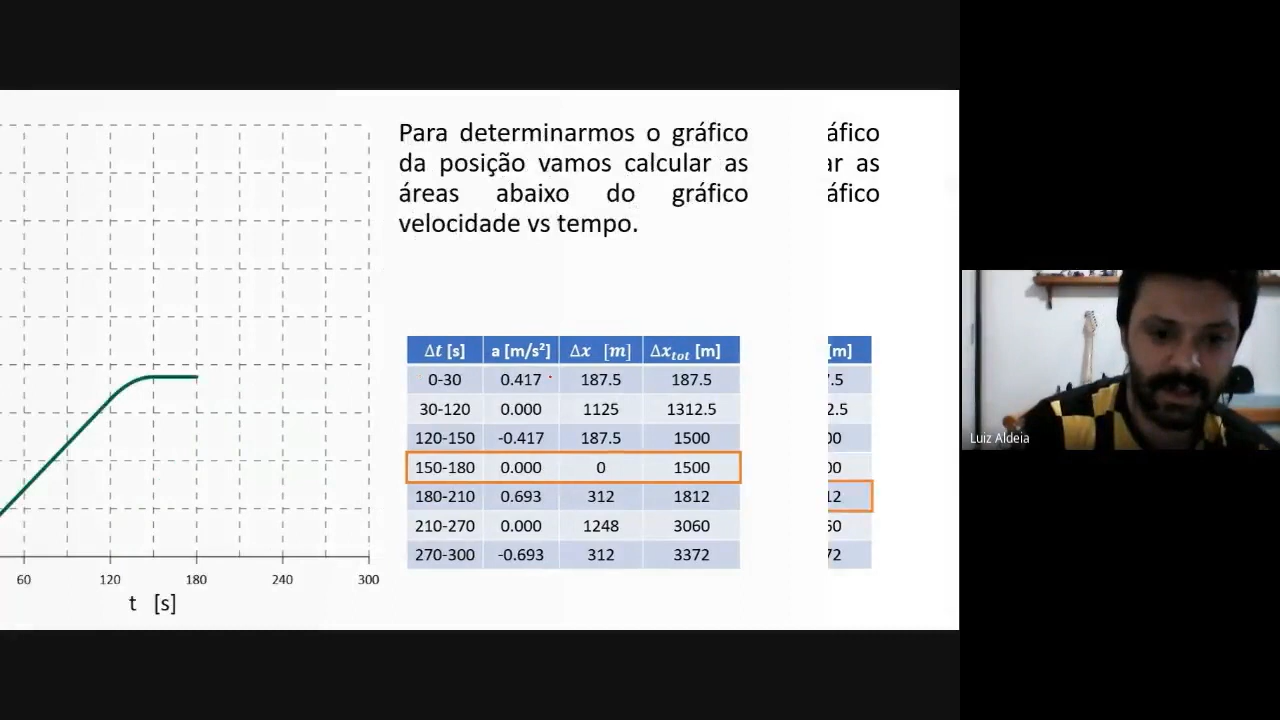 Para determinarmos o gráfico
da posição vamos calcular as
áreas abaixo do gráfico
velocidade vs tempo.
áfico
ar as
áfico
Δt [s] a [m/s²] Δx [m] Δx_tot [m]
0-30 0.417 187.5 187.5
30-120 0.000 1125 1312.5
120-150 -0.417 187.5 1500
150-180 0.000 0 1500
180-210 0.693 312 1812
210-270 0.000 1248 3060
270-300 -0.693 312 3372
[m]
7.5
2.5
00
00
12
60
72
60 120 180 240 300
t [s]
Luiz Aldeia